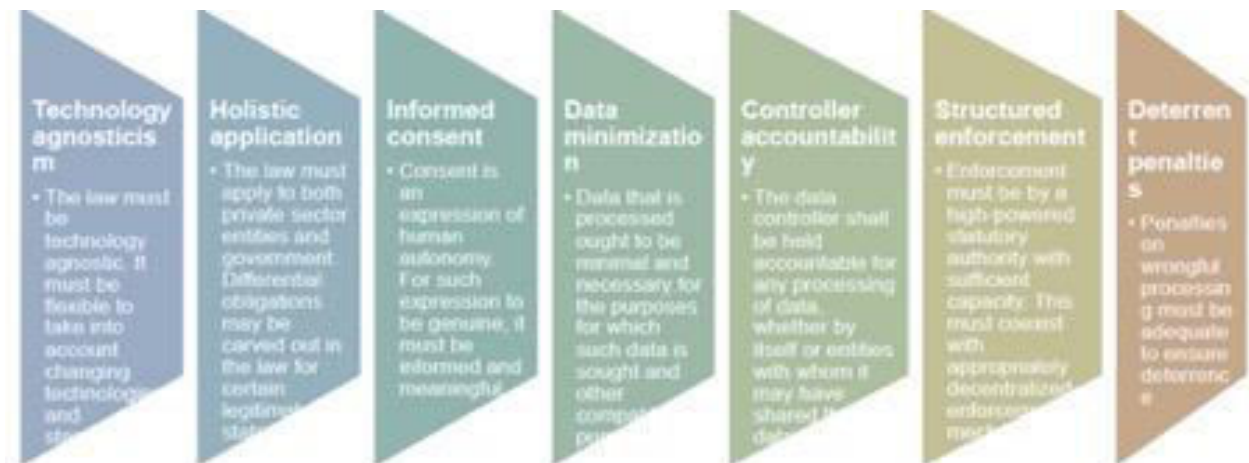 Technology
agnosticis
m
• The law must
be
technology
agnostic. It
must be
flexible to
take into
account
changing
technology
and
Holistic
application
• The law must
apply to both
private sector
entities and
government.
Differential
obligations
may be
carved out in
the law for
certain
legitimate
Informed
consent
• Consent is
an
expression of
human
autonomy.
For such
expression to
be genuine, it
must be
informed and
meaningful
Data
minimizatio
n
• Data that is
processed
ought to be
minimal and
necessary for
the purposes
for which
such data is
sought and
other
Controller
accountabilit
y
• The data
controller shall
be held
accountable for
any processing
of data,
whether by
itself or entities
with whom it
may have
shared
Structured
enforcement
• Enforcement
must be by a
high-powered
statutory
authority with
sufficient
capacity. This
must coexist
with
appropriately
decentralized
Deterren
t
penaltie
s
• Penalties
on
wrongful
processin
g must be
adequate
to ensure
deterrenc
e